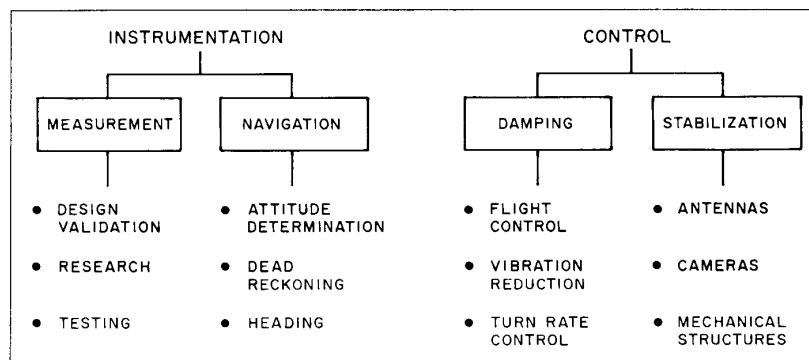 INSTRUMENTATION
MEASUREMENT
NAVIGATION
● DESIGN
VALIDATION
● RESEARCH
● TESTING
● ATTITUDE
DETERMINATION
● DEAD
RECKONING
● HEADING
CONTROL
DAMPING
STABILIZATION
● FLIGHT
CONTROL
● VIBRATION
REDUCTION
● TURN RATE
CONTROL
● ANTENNAS
● CAMERAS
● MECHANICAL
STRUCTURES